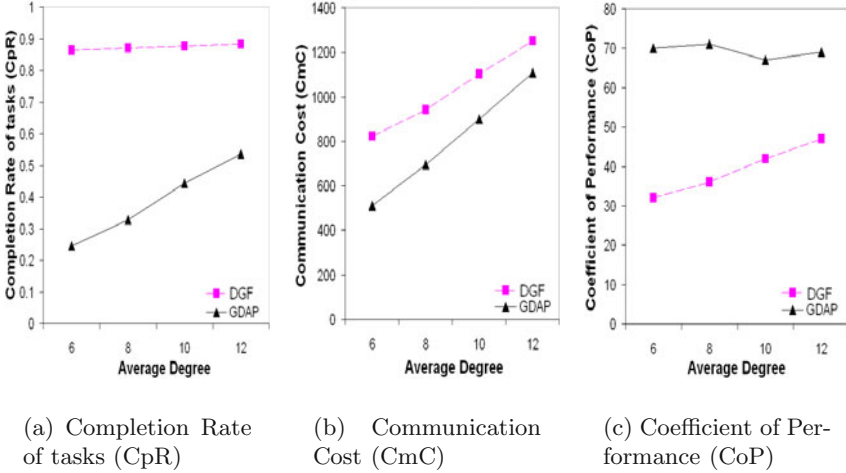 Completion Rate of tasks (CpR)
1
0.9
0.8
0.7
0.6
0.5
0.4
0.3
0.2
0.1
0
6 8 10 12
Average Degree
DGF
GDAP
Communication Cost (CmC)
1400
1200
1000
800
600
400
200
0
6 8 10 12
Average Degree
DGF
GDAP
Coefficient of Performance (CoP)
80
70
60
50
40
30
20
10
0
6 8 10 12
Average Degree
DGF
GDAP
(a) Completion Rate
of tasks (CpR)
(b) Communication
Cost (CmC)
(c) Coefficient of Per-
formance (CoP)